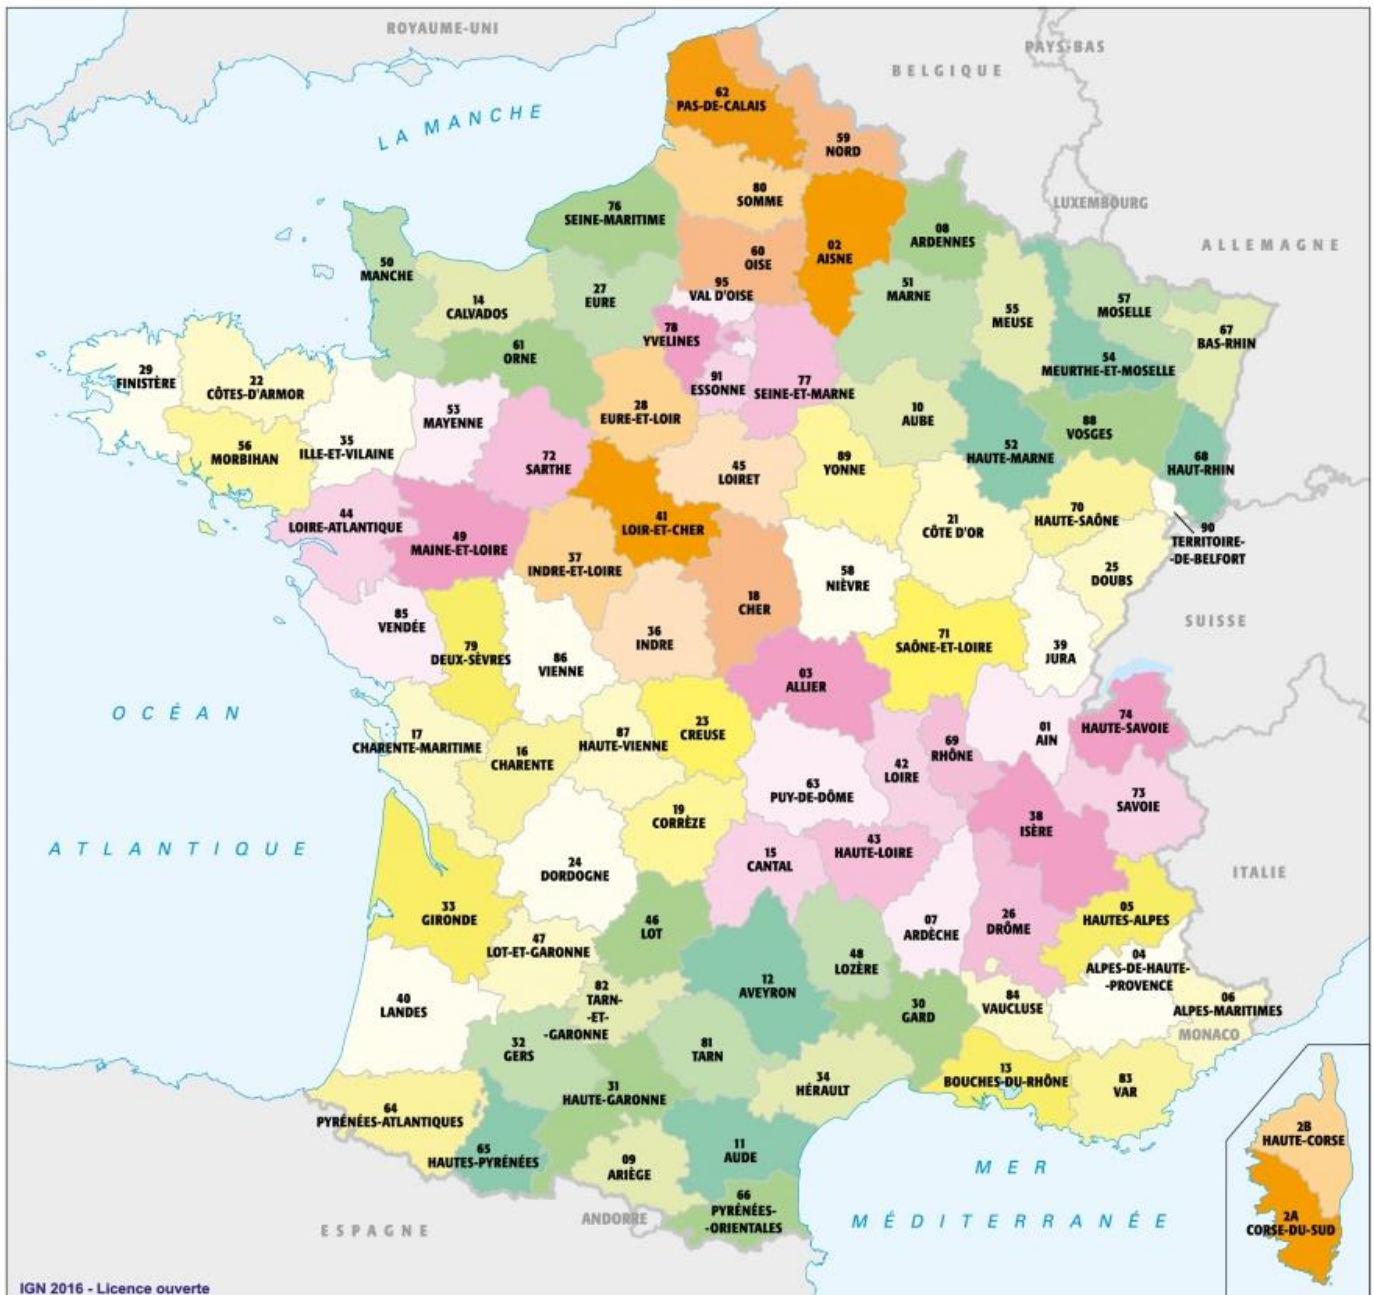 ROYAUME-UNI
PAYS-BAS
BELGIQUE
LA MANCHE
62
PAS-DE-CALAIS
59
NORD
80
SOMME
LUXEMBOURG
76
SEINE-MARITIME
02
AISNE
08
ARDENNES
ALLEMAGNE
50
MANCHE
60
OISE
95
VAL D'OISE
14
CALVADOS
27
EURE
51
MARNE
55
MEUSE
57
MOSELLE
67
BAS-RHIN
78
YVELINES
61
ORNE
54
MEURTHE-ET-MOSELLE
29
FINISTÈRE
22
CÔTES-D'ARMOR
91
ESSONNE
77
SEINE-ET-MARNE
53
MAYENNE
28
EURE-ET-LOIR
10
AUBE
88
VOSGES
56
MORBIHAN
35
ILLE-ET-VILAINE
72
SARTHE
45
LOIRET
89
YONNE
52
HAUTE-MARNE
68
HAUT-RHIN
44
LOIRE-ATLANTIQUE
49
MAINE-ET-LOIRE
41
LOIR-ET-CHER
21
CÔTE D'OR
70
HAUTE-SAÔNE
90
TERRITOIRE-
-DE-BELFORT
37
INDRE-ET-LOIRE
58
NIÈVRE
25
DOUBS
18
CHER
85
VENDÉE
79
DEUX-SÈVRES
86
VIENNE
36
INDRE
71
SAÔNE-ET-LOIRE
39
JURA
SUISSE
03
ALLIER
OCÉAN
17
CHARENTE-MARITIME
16
CHARENTE
87
HAUTE-VIENNE
23
CREUSE
69
RHÔNE
01
AIN
74
HAUTE-SAVOIE
42
LOIRE
63
PUY-DE-DÔME
73
SAVOIE
19
CORRÈZE
38
ISÈRE
ATLANTIQUE
24
DORDOGNE
15
CANTAL
43
HAUTE-LOIRE
ITALIE
33
GIRONDE
46
LOT
07
ARDÈCHE
26
DRÔME
05
HAUTES-ALPES
47
LOT-ET-GARONNE
48
LOZÈRE
04
ALPES-DE-HAUTE-
-PROVENCE
40
LANDES
82
TARN-
-ET-
-GARONNE
12
AVEYRON
30
GARD
84
VAUCLUSE
06
ALPES-MARITIMES
MONACO
32
GERS
81
TARN
34
HÉRAULT
13
BOUCHES-DU-RHÔNE
83
VAR
31
HAUTE-GARONNE
64
PYRÉNÉES-ATLANTIQUES
65
HAUTES-PYRÉNÉES
09
ARIÈGE
11
AUDE
2B
HAUTE-CORSE
MER
MÉDITERRANÉE
66
PYRÉNÉES-
-ORIENTALES
ANDORRE
ESPAGNE
2A
CORSE-DU-SUD
IGN 2016 - Licence ouverte